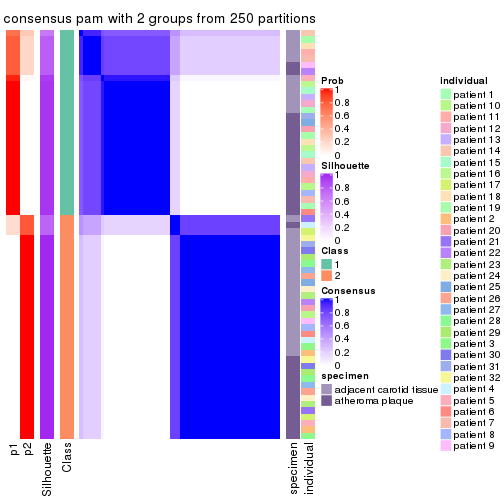 consensus pam with 2 groups from 250 partitions
Prob
1
0.8
0.6
0.4
0.2
0
Silhouette
1
0.8
0.6
0.4
0.2
0
Class
1
2
Consensus
1
0.8
0.6
0.4
0.2
0
specimen
adjacent carotid tissue
atheroma plaque
individual
patient 1
patient 10
patient 11
patient 12
patient 13
patient 14
patient 15
patient 16
patient 17
patient 18
patient 19
patient 2
patient 20
patient 21
patient 22
patient 23
patient 24
patient 25
patient 26
patient 27
patient 28
patient 29
patient 3
patient 30
patient 31
patient 32
patient 4
patient 5
patient 6
patient 7
patient 8
patient 9
p1
p2
Silhouette
Class
specimen
individual